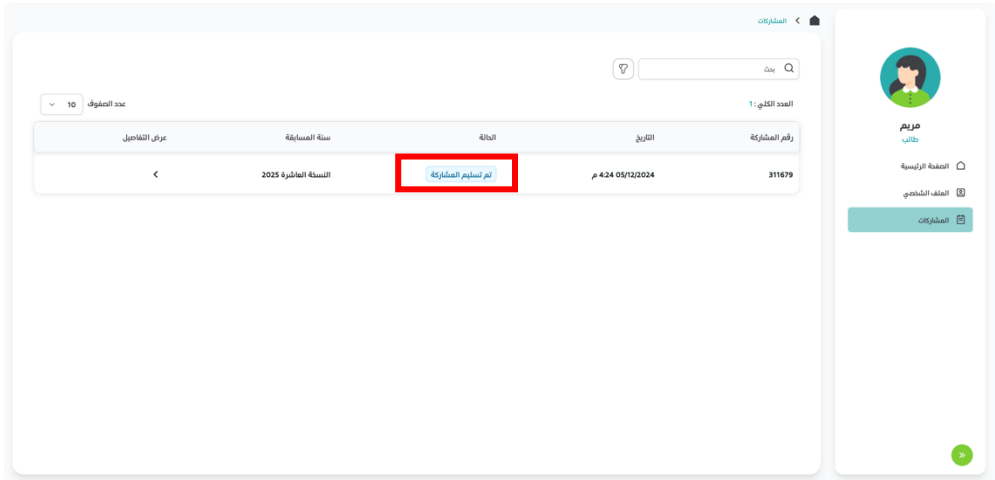 المشاركات
مريم
طالب
الصفحة الرئيسية
الملف الشخصي
المشاركات
بحث
العدد الكلي : 1
عدد الصفوف 10
رقم المشاركة التاريخ الحالة سنة المسابقة عرض التفاصيل
311679 05/12/2024 4:24 م تم تسليم المشاركة النسخة العاشرة 2025